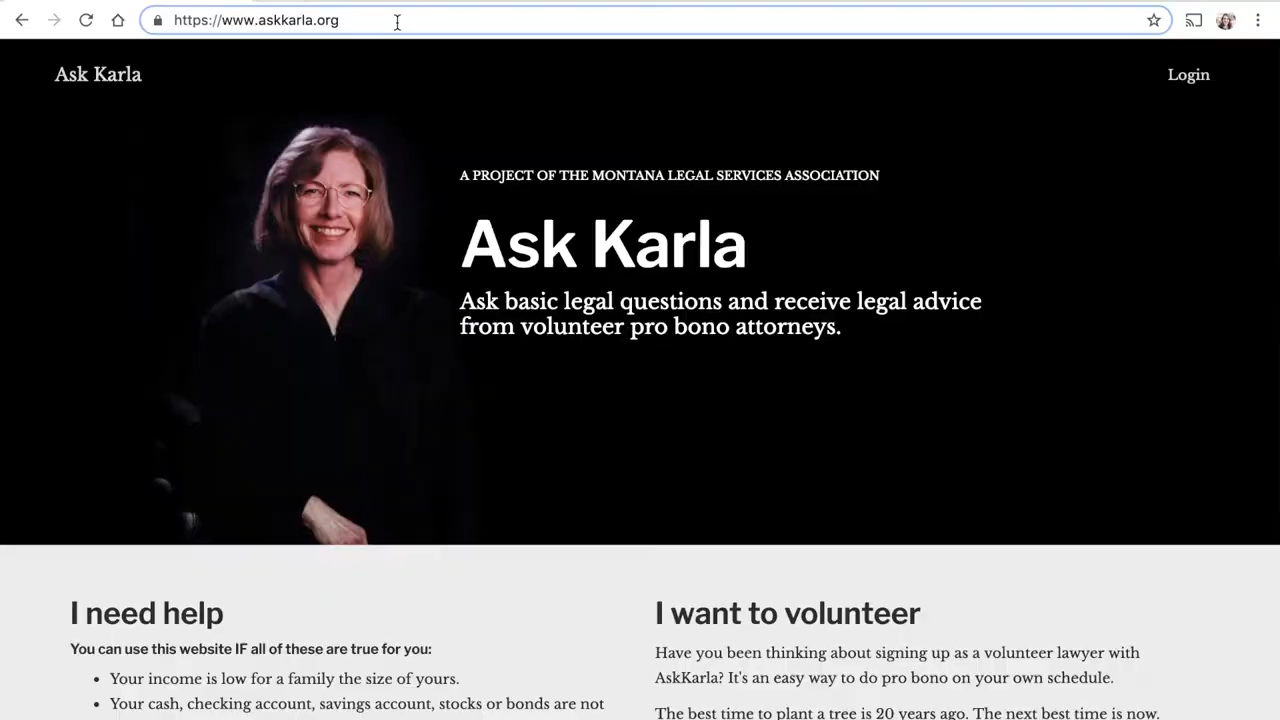 https://www.askkarla.org
Ask Karla
Login
A PROJECT OF THE MONTANA LEGAL SERVICES ASSOCIATION
Ask Karla
Ask basic legal questions and receive legal advice
from volunteer pro bono attorneys.
I need help
You can use this website IF all of these are true for you:
• Your income is low for a family the size of yours.
• Your cash, checking account, savings account, stocks or bonds are not
I want to volunteer
Have you been thinking about signing up as a volunteer lawyer with
AskKarla? It's an easy way to do pro bono on your own schedule.
The best time to plant a tree is 20 years ago. The next best time is now.